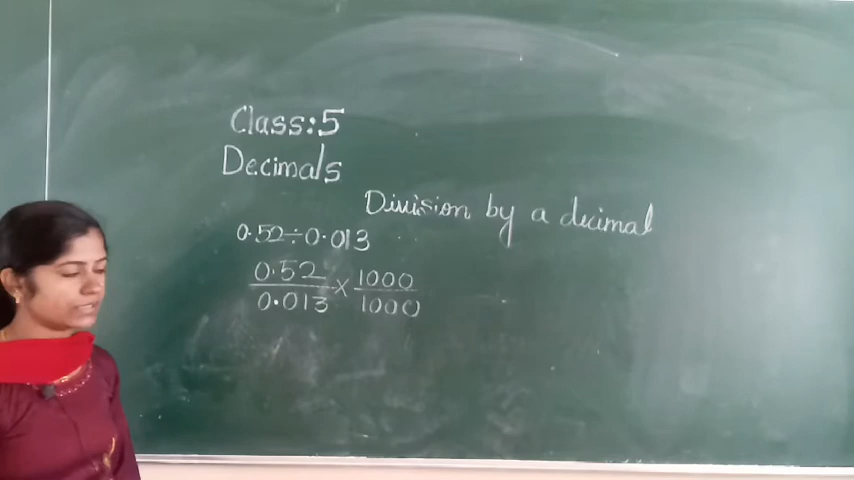 Class:5
Decimals
Division by a decimal
0.52÷0.013
0.52/0.013 × 1000/1000